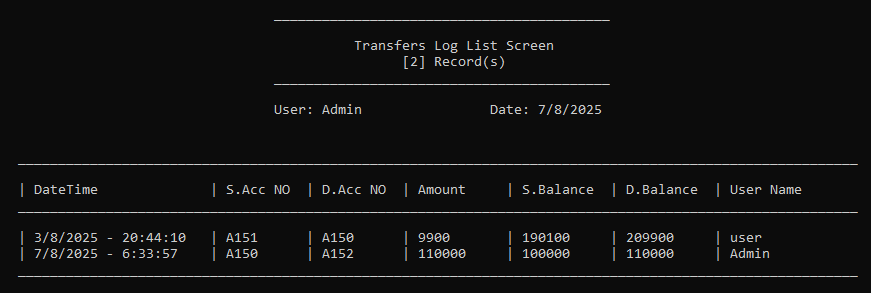 Transfers Log List Screen
[2] Record(s)
User: Admin Date: 7/8/2025
| DateTime | S.Acc NO | D.Acc NO | Amount | S.Balance | D.Balance | User Name
| 3/8/2025 - 20:44:10 | A151 | A150 | 9900 | 190100 | 209900 | user
| 7/8/2025 - 6:33:57 | A150 | A152 | 110000 | 100000 | 110000 | Admin